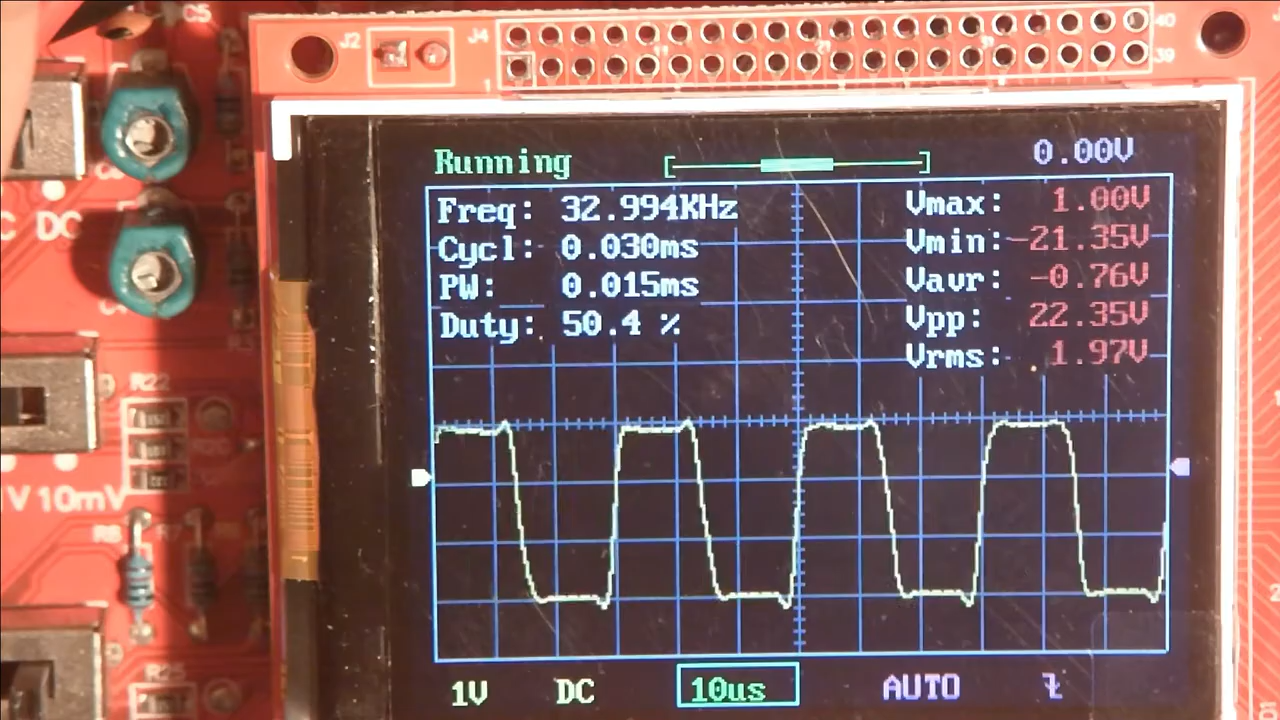 C5
J2
J4
40
39
1
Running
0.00V
Freq: 32.994KHz
Vmax: 1.00V
Cycl: 0.030ms
Vmin: -21.35V
PW: 0.015ms
Vavr: -0.76V
Duty: 50.4 %
Vpp: 22.35V
Vrms: 1.97V
C DC
R22
V 10mV
R6
R7
R25
1V
DC
10us
AUTO